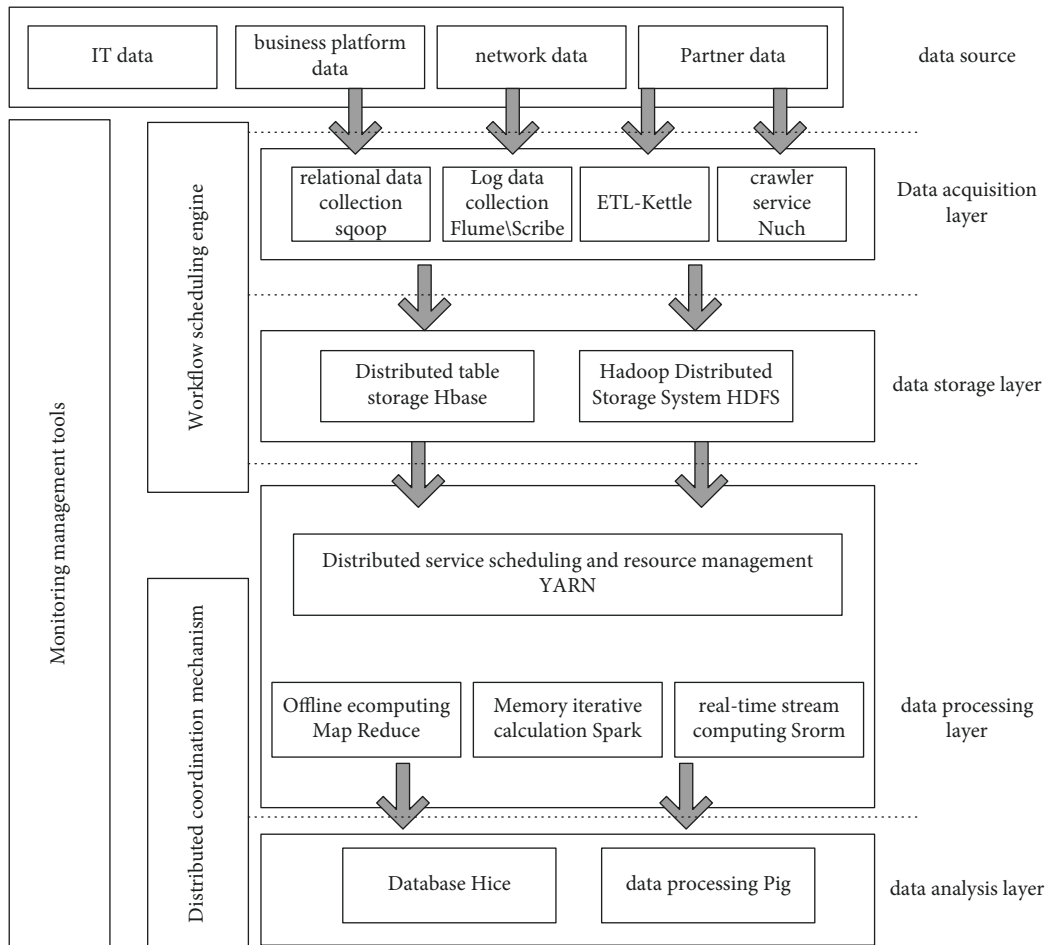 IT data
business platform
data
network data
Partner data
data source
Monitoring management tools
Workflow scheduling engine
relational data
collection
sqoop
Log data
collection
Flume\Scribe
ETL-Kettle
crawler
service
Nuch
Data acquisition
layer
Distributed table
storage Hbase
Hadoop Distributed
Storage System HDFS
data storage layer
Distributed coordination mechanism
Distributed service scheduling and resource management
YARN
Offline ecomputing
Map Reduce
Memory iterative
calculation Spark
real-time stream
computing Srorm
data processing
layer
Database Hice
data processing Pig
data analysis layer